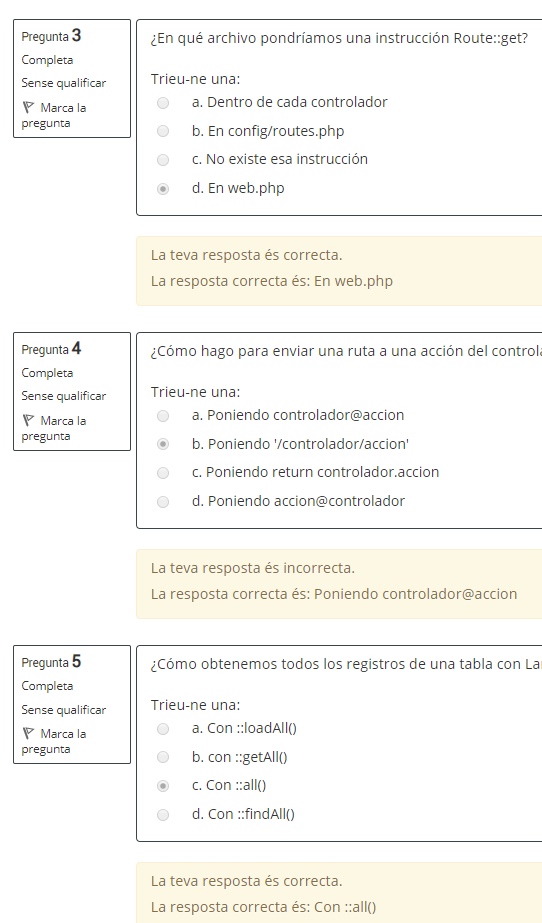 Pregunta 3
Completa
Sense qualificar
Marca la
pregunta
¿En qué archivo pondríamos una instrucción Route::get?
Trieu-ne una:
a. Dentro de cada controlador
b. En config/routes.php
c. No existe esa instrucción
d. En web.php
La teva resposta és correcta.
La resposta correcta és: En web.php
Pregunta 4
Completa
Sense qualificar
Marca la
pregunta
¿Cómo hago para enviar una ruta a una acción del control
Trieu-ne una:
a. Poniendo controlador@accion
b. Poniendo '/controlador/accion'
c. Poniendo return controlador.accion
d. Poniendo accion@controlador
La teva resposta és incorrecta.
La resposta correcta és: Poniendo controlador@accion
Pregunta 5
Completa
Sense qualificar
Marca la
pregunta
¿Cómo obtenemos todos los registros de una tabla con La
Trieu-ne una:
a. Con ::loadAll()
b. con ::getAll()
c. Con ::all()
d. Con ::findAll()
La teva resposta és correcta.
La resposta correcta és: Con ::all()